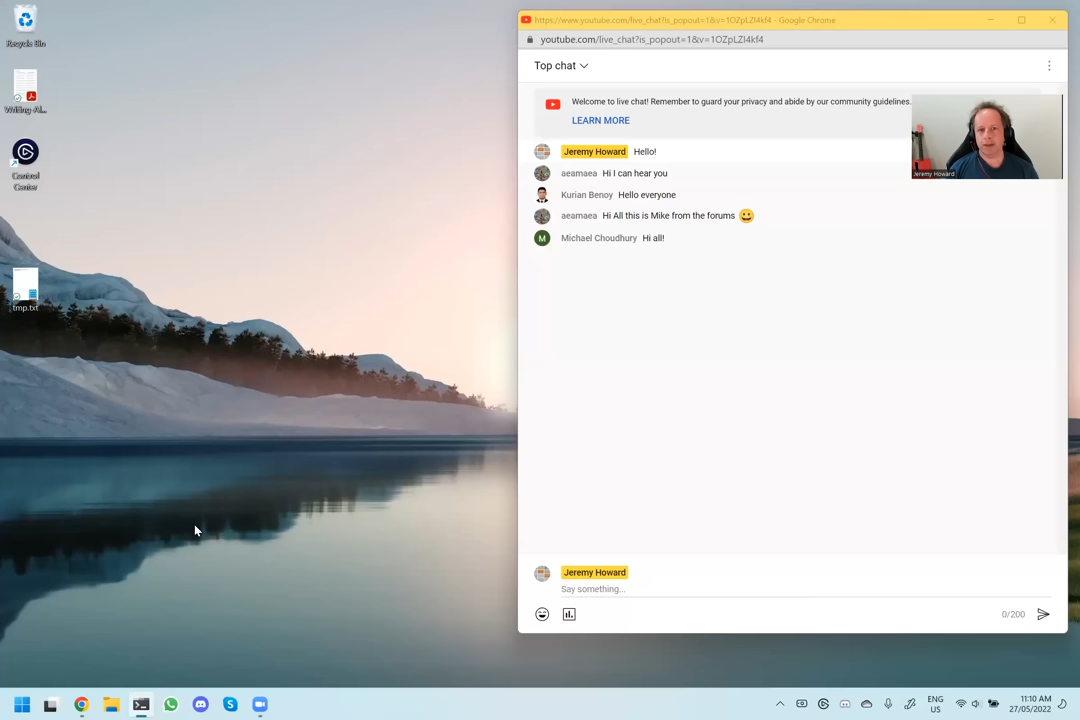 https://www.youtube.com/live_chat?is_popout=1&v=1OZpLZl4kf4 - Google Chrome
youtube.com/live_chat?is_popout=1&v=1OZpLZl4kf4
Top chat
Welcome to live chat! Remember to guard your privacy and abide by our community guidelines.
LEARN MORE
Jeremy Howard Hello!
aeamaea Hi I can hear you
Kurian Benoy Hello everyone
aeamaea Hi All this is Mike from the forums
M Michael Choudhury Hi all!
Jeremy Howard
Jeremy Howard
Say something...
0/200
Recycle Bin
Writing-AI...
Control
Center
tmp.txt
ENG
US
11:10 AM
27/05/2022